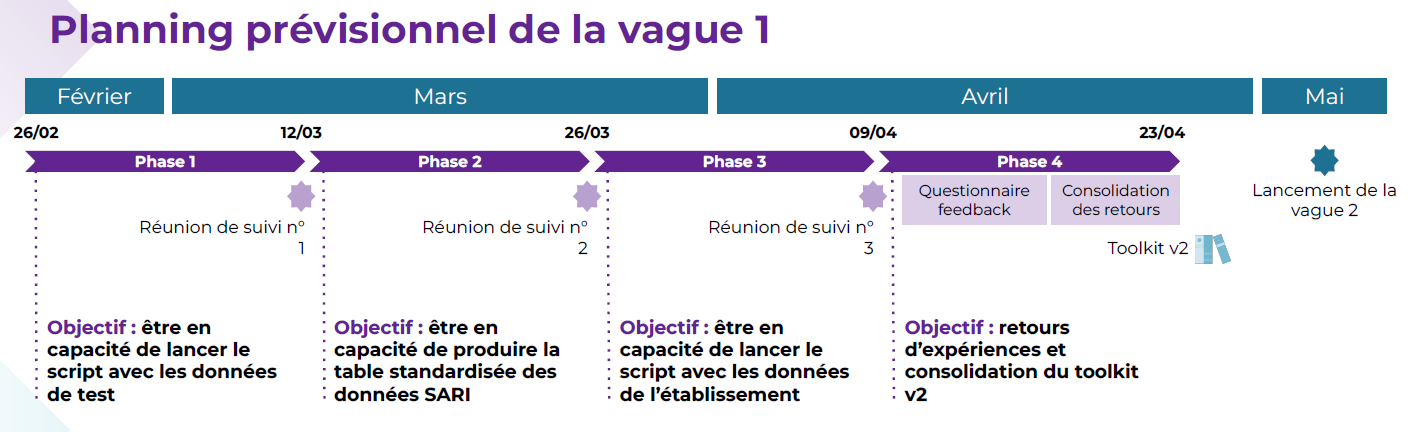 Planning prévisionnel de la vague 1
Février
Mars
Avril
Mai
26/02
12/03
26/03
09/04
23/04
Phase 1
Phase 2
Phase 3
Phase 4
Questionnaire
feedback
Consolidation
des retours
Lancement de la
vague 2
Réunion de suivi n°
1
Réunion de suivi n°
2
Réunion de suivi n°
3
Toolkit v2
Objectif : être en
capacité de lancer le
script avec les données
de test
Objectif : être en
capacité de produire la
table standardisée des
données SARI
Objectif : être en
capacité de lancer le
script avec les données
de l’établissement
Objectif : retours
d’expériences et
consolidation du toolkit
v2